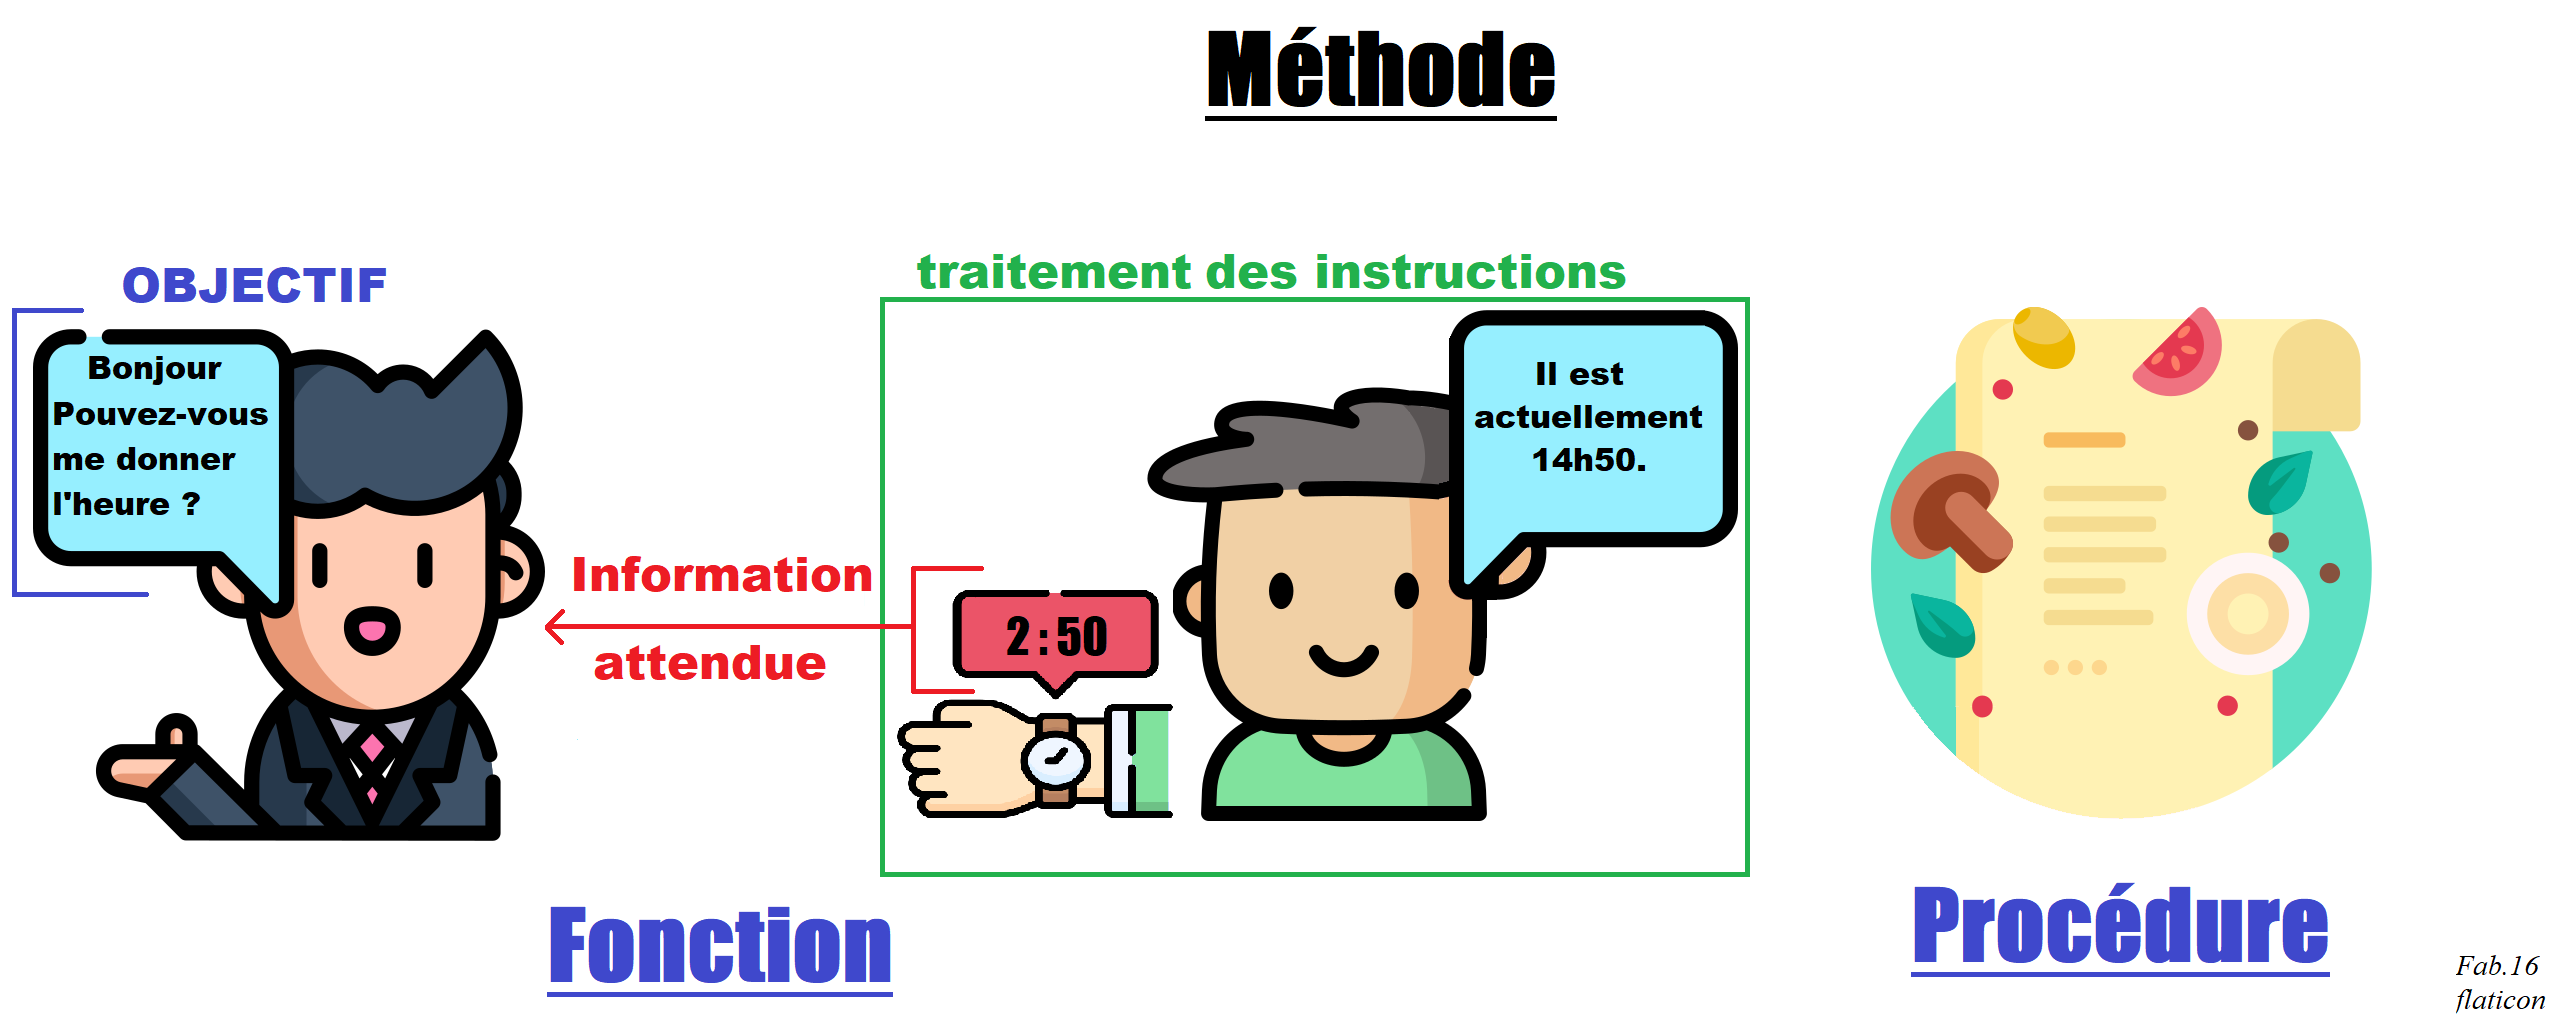 Méthode
OBJECTIF
Bonjour
Pouvez-vous
me donner
l'heure ?
Information
attendue
traitement des instructions
2 : 50
Il est
actuellement
14h50.
Fonction
Procédure
Fab.16
flaticon